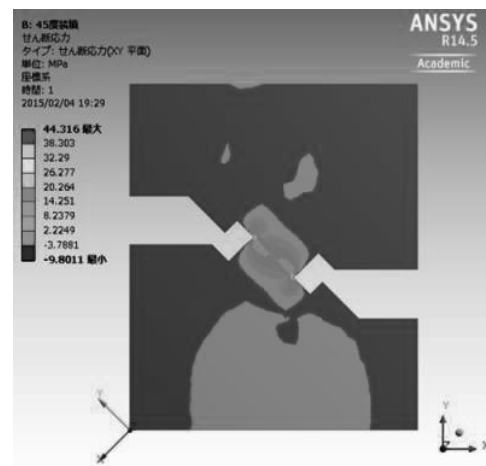 B: 45度装填
せん断応力
タイプ: せん断応力(XY 平面)
単位: MPa
座標系
時間: 1
2015/02/04 19:29
44.316 最大
38.303
32.29
26.277
20.264
14.251
8.2379
2.2249
-3.7881
-9.8011 最小
ANSYS
R14.5
Academic
Y
X
Y
X